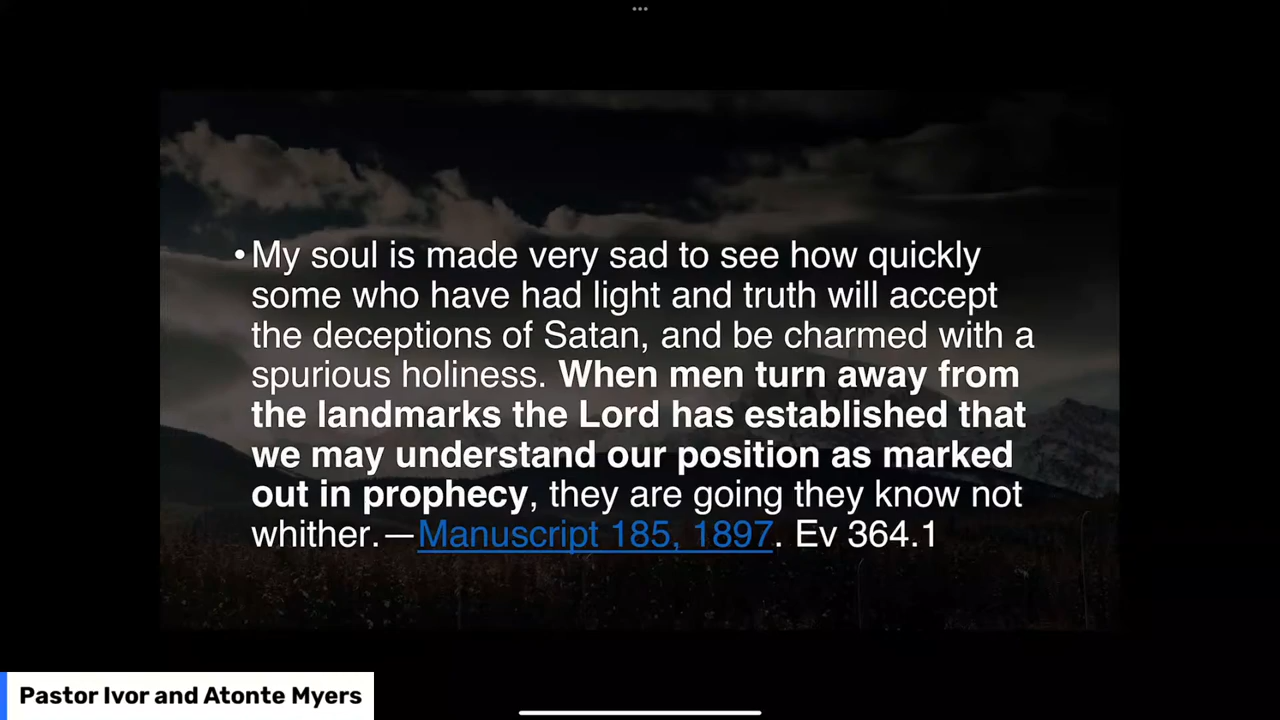 • My soul is made very sad to see how quickly
some who have had light and truth will accept
the deceptions of Satan, and be charmed with a
spurious holiness. When men turn away from
the landmarks the Lord has established that
we may understand our position as marked
out in prophecy, they are going they know not
whither.—Manuscript 185, 1897. Ev 364.1
Pastor Ivor and Atonte Myers